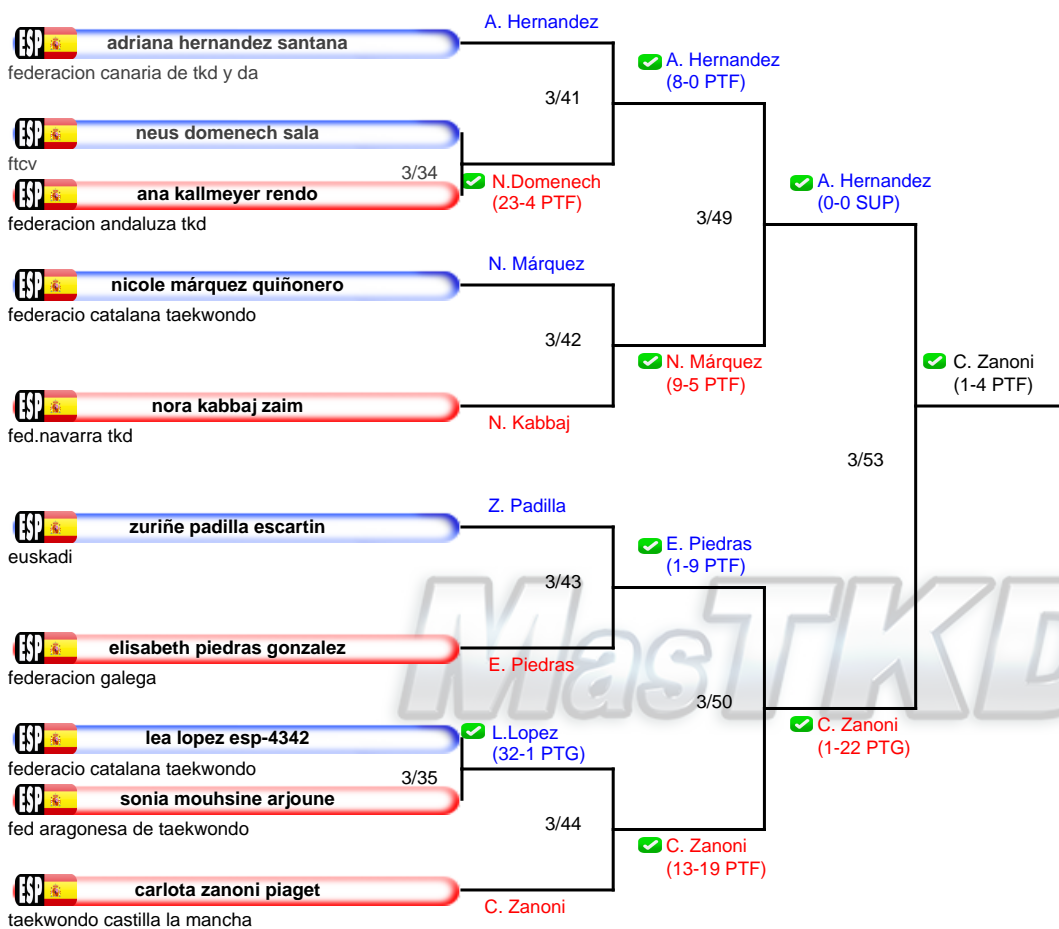 A. Hernandez
ESP adriana hernandez santana
federacion canaria de tkd y da
A. Hernandez
(8-0 PTF)
3/41
ESP neus domenech sala
ftcv
3/34
N.Domenech
(23-4 PTF)
ESP ana kallmeyer rendo
federacion andaluza tkd
A. Hernandez
(0-0 SUP)
3/49
N. Márquez
ESP nicole márquez quiñonero
federacio catalana taekwondo
3/42
N. Márquez
(9-5 PTF)
C. Zanoni
(1-4 PTF)
ESP nora kabbaj zaim
N. Kabbaj
fed.navarra tkd
3/53
Z. Padilla
ESP zuriñe padilla escartin
euskadi
E. Piedras
(1-9 PTF)
3/43
ESP elisabeth piedras gonzalez
E. Piedras
federacion galega
MasTKD
3/50
L.Lopez
(32-1 PTG)
ESP lea lopez esp-4342
federacio catalana taekwondo
C. Zanoni
(1-22 PTG)
3/35
ESP sonia mouhsine arjoune
fed aragonesa de taekwondo
3/44
C. Zanoni
(13-19 PTF)
ESP carlota zanoni piaget
C. Zanoni
taekwondo castilla la mancha